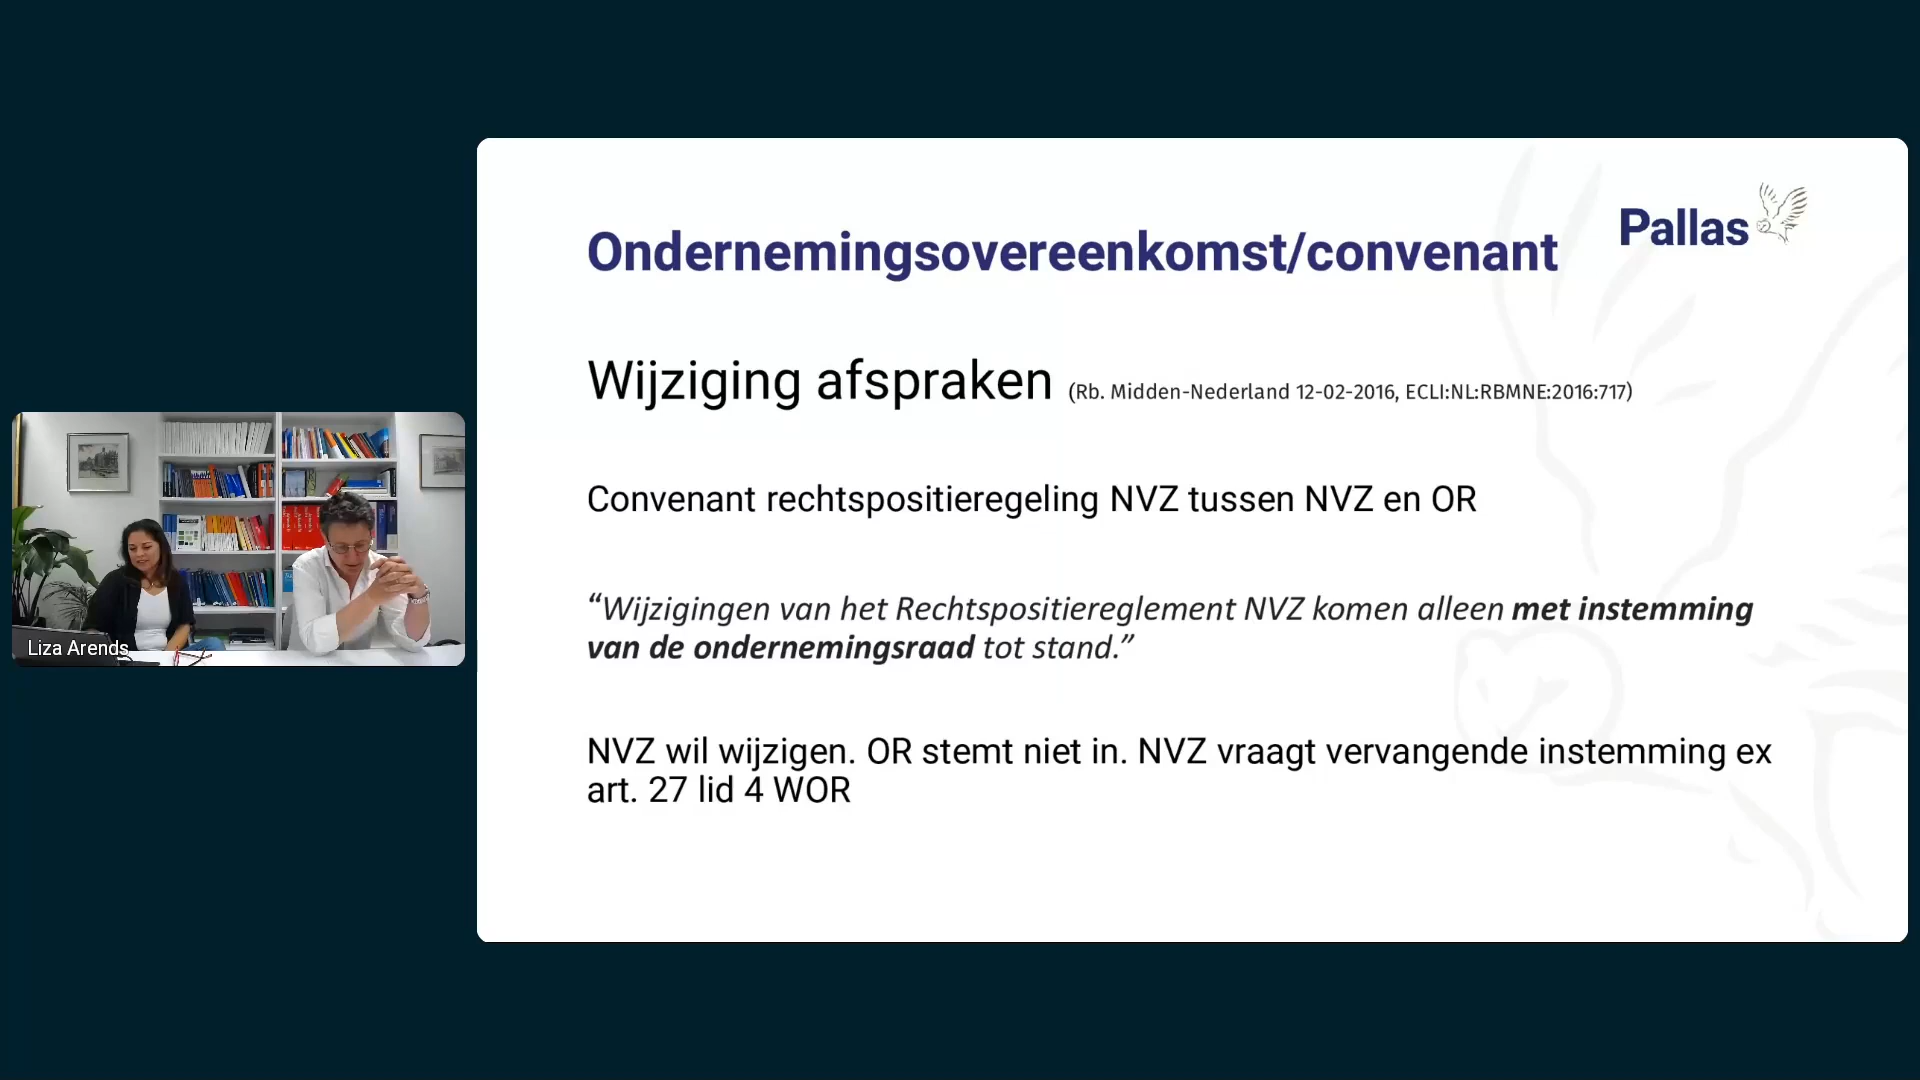 Pallas
Ondernemingsovereenkomst/convenant
Wijziging afspraken (Rb. Midden-Nederland 12-02-2016, ECLI:NL:RBMNE:2016:717)
Convenant rechtspositieregeling NVZ tussen NVZ en OR
“Wijzigingen van het Rechtspositiereglement NVZ komen alleen met instemming
van de ondernemingsraad tot stand.”
NVZ wil wijzigen. OR stemt niet in. NVZ vraagt vervangende instemming ex
art. 27 lid 4 WOR
Liza Arends